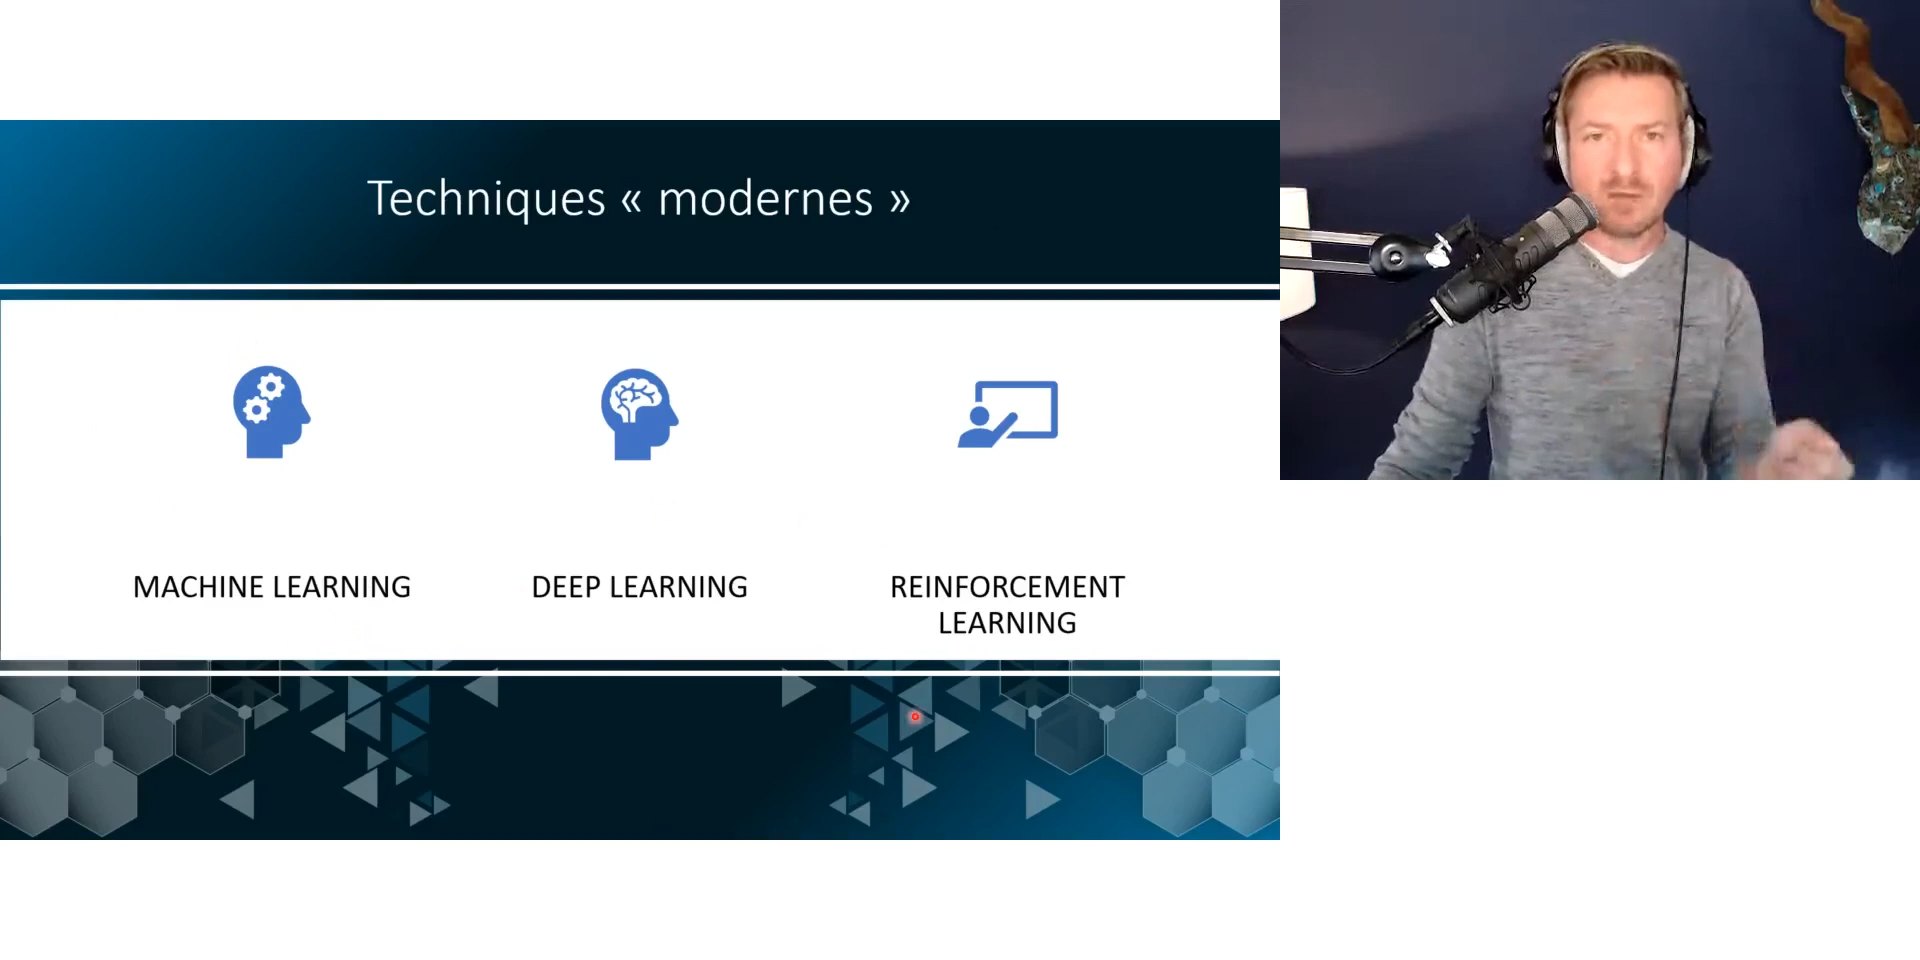 Techniques « modernes »
MACHINE LEARNING
DEEP LEARNING
REINFORCEMENT
LEARNING